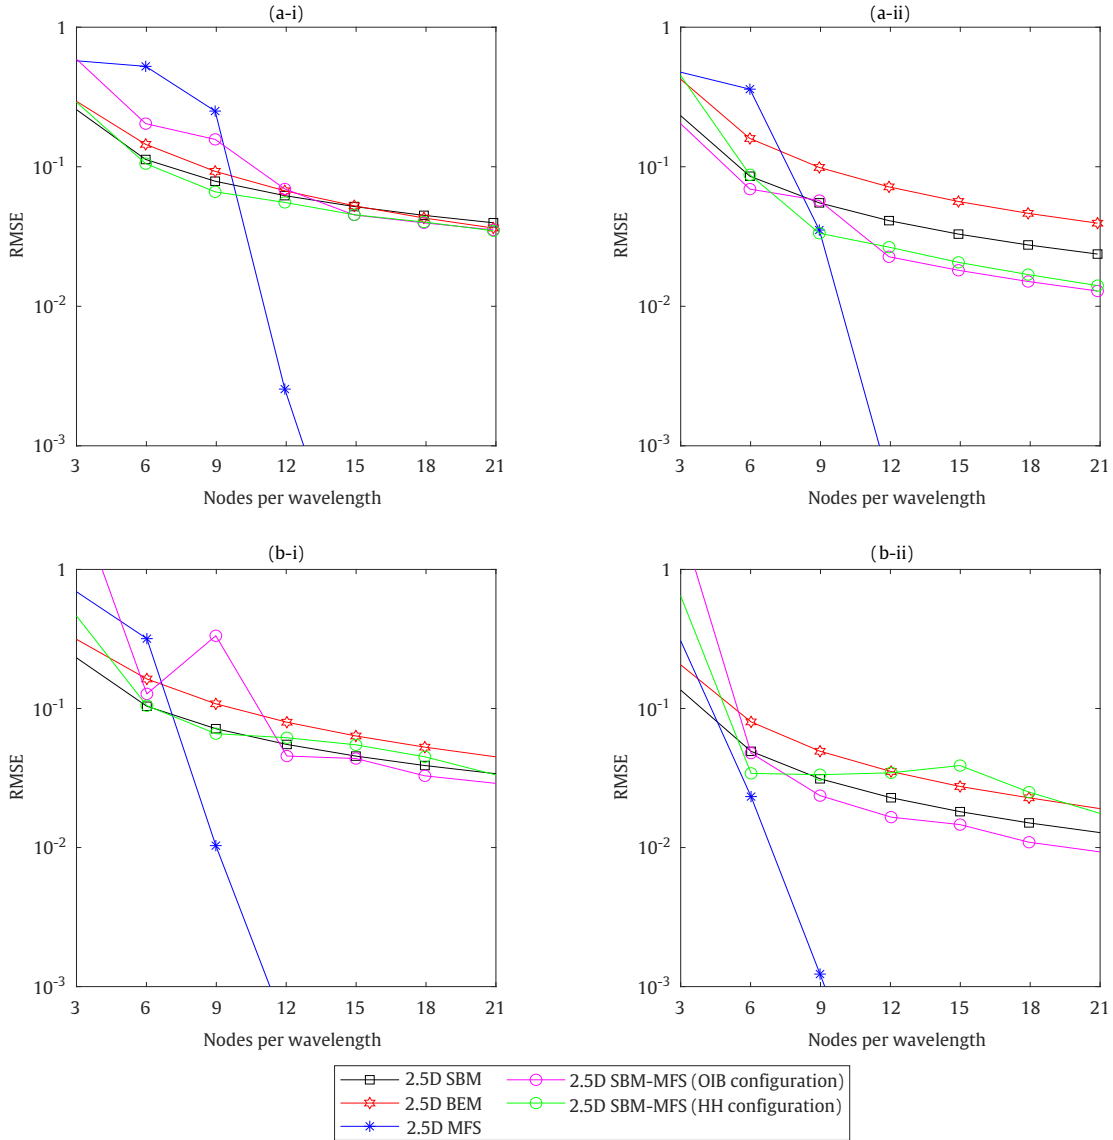 (a-i)
(a-ii)
1
10-1
10-2
10-3
RMSE
3 6 9 12 15 18 21
Nodes per wavelength
1
10-1
10-2
10-3
RMSE
3 6 9 12 15 18 21
Nodes per wavelength
(b-i)
(b-ii)
1
10-1
10-2
10-3
RMSE
3 6 9 12 15 18 21
Nodes per wavelength
1
10-1
10-2
10-3
RMSE
3 6 9 12 15 18 21
Nodes per wavelength
2.5D SBM
2.5D BEM
2.5D MFS
2.5D SBM-MFS (OIB configuration)
2.5D SBM-MFS (HH configuration)